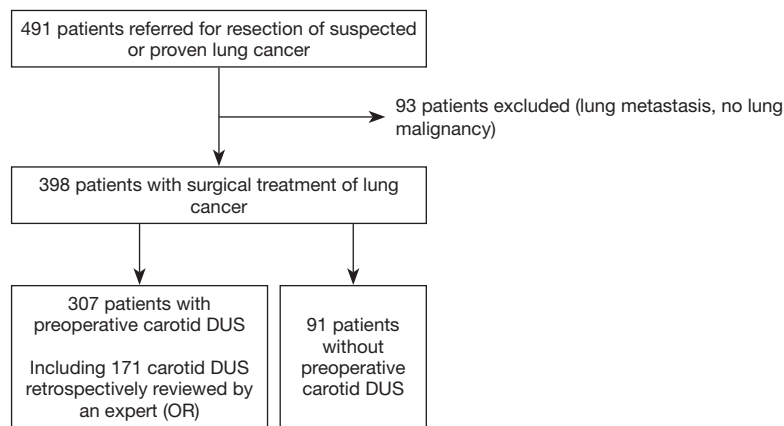 491 patients referred for resection of suspected
or proven lung cancer
93 patients excluded (lung metastasis, no lung
malignancy)
398 patients with surgical treatment of lung
cancer
307 patients with
preoperative carotid DUS
Including 171 carotid DUS
retrospectively reviewed by
an expert (OR)
91 patients
without
preoperative
carotid DUS